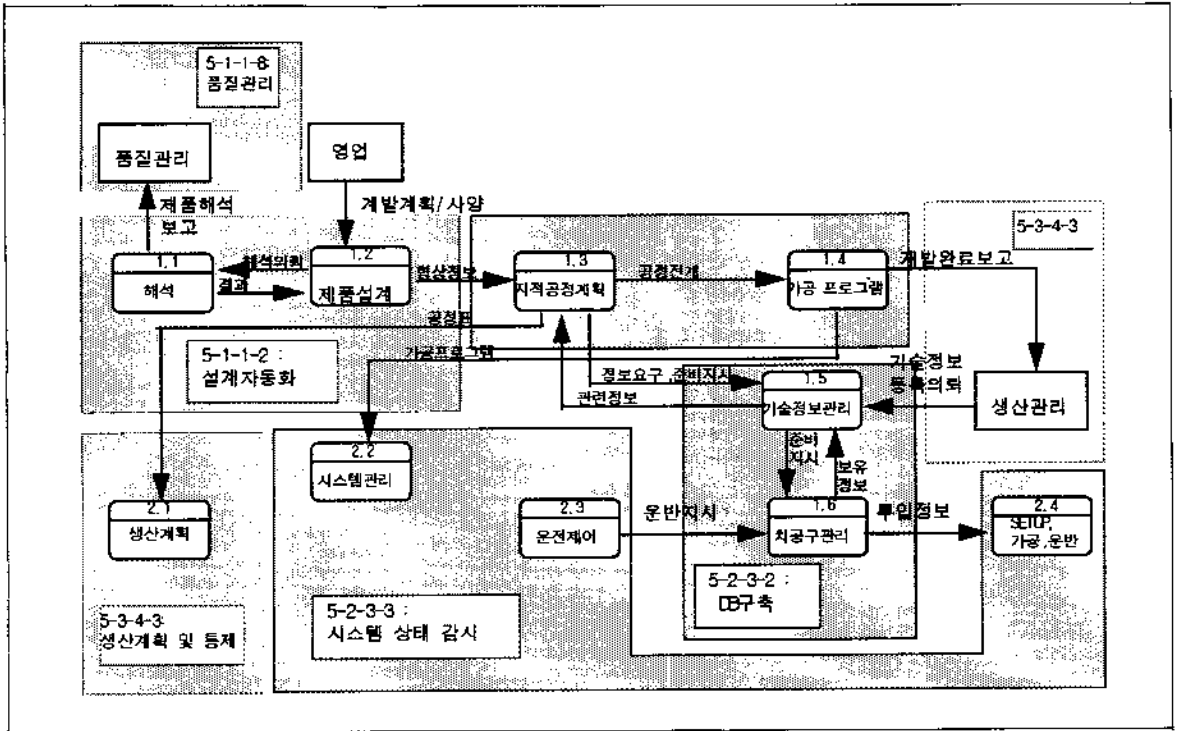 5-1-1-8:
품질관리
품질관리
영업
제품해석
보고
계발계획/사양
5-3-4-3
1.1
해석
해석의뢰
결과
1.2
제품설계
형상정보
1.3
지적공정계획
공정전개
1.4
가공 프로그램
개발완료보고
공정표
5-1-1-2 :
설계자동화
가공프로그램
정보요구 ,준비지시
관련정보
1.5
기술정보관리
기술정보
등록의뢰
생산관리
2.2
시스템관리
준비
지시
보유
정보
2.1
생산계획
2.3
운전제어
운반지시
1.6
치공구관리
투입정보
2.4
SETUP,
가공 ,운반
5-2-3-2 :
DB구축
5-2-3-3 :
시스템 상태 감시
5-3-4-3:
생산계획 및 통제